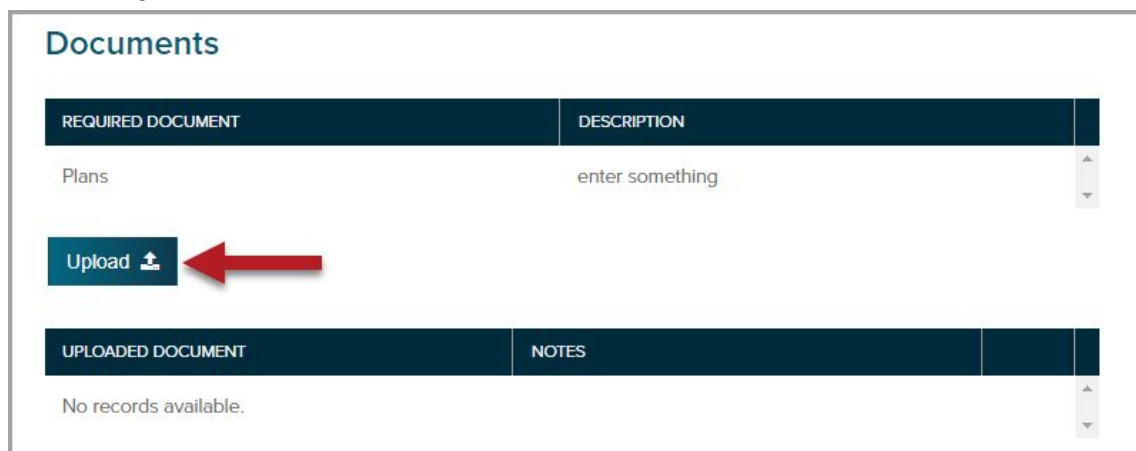 Documents
REQUIRED DOCUMENT DESCRIPTION
Plans enter something
Upload
UPLOADED DOCUMENT NOTES
No records available.